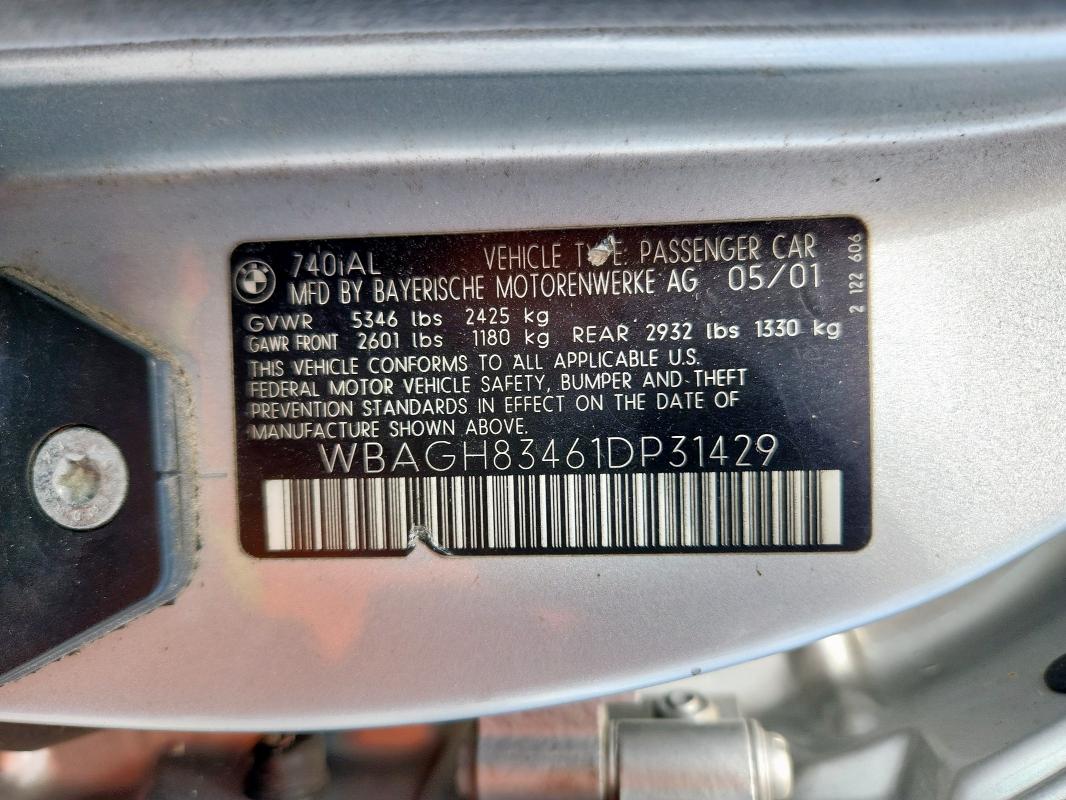 740iAL VEHICLE TYPE PASSENGER CAR
MFD BY BAYERISCHE MOTORENWERKE AG 05/01
GVWR 5346 lbs 2425 kg
GAWR FRONT 2601 lbs 1180 kg REAR 2932 lbs 1330 kg
THIS VEHICLE CONFORMS TO ALL APPLICABLE U.S.
FEDERAL MOTOR VEHICLE SAFETY, BUMPER AND THEFT
PREVENTION STANDARDS IN EFFECT ON THE DATE OF
MANUFACTURE SHOWN ABOVE.
WBAGH83461DP31429
2 122 606